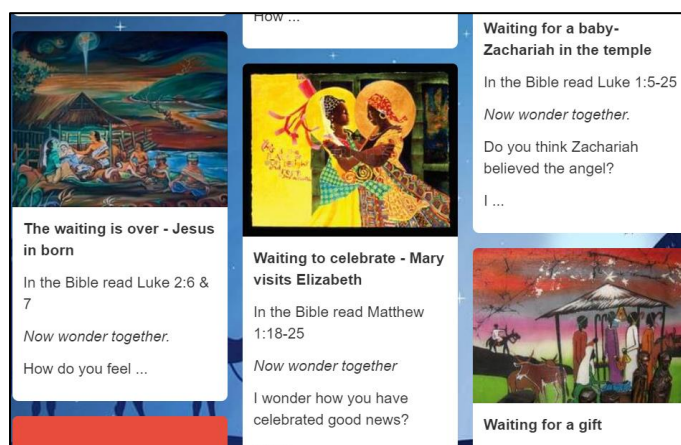 The waiting is over - Jesus
in born
In the Bible read Luke 2:6 &
7
Now wonder together.
How do you feel ...
How ...
Waiting to celebrate - Mary
visits Elizabeth
In the Bible read Matthew
1:18-25
Now wonder together
I wonder how you have
celebrated good news?
Waiting for a baby-
Zachariah in the temple
In the Bible read Luke 1:5-25
Now wonder together.
Do you think Zachariah
believed the angel?
I ...
Waiting for a gift